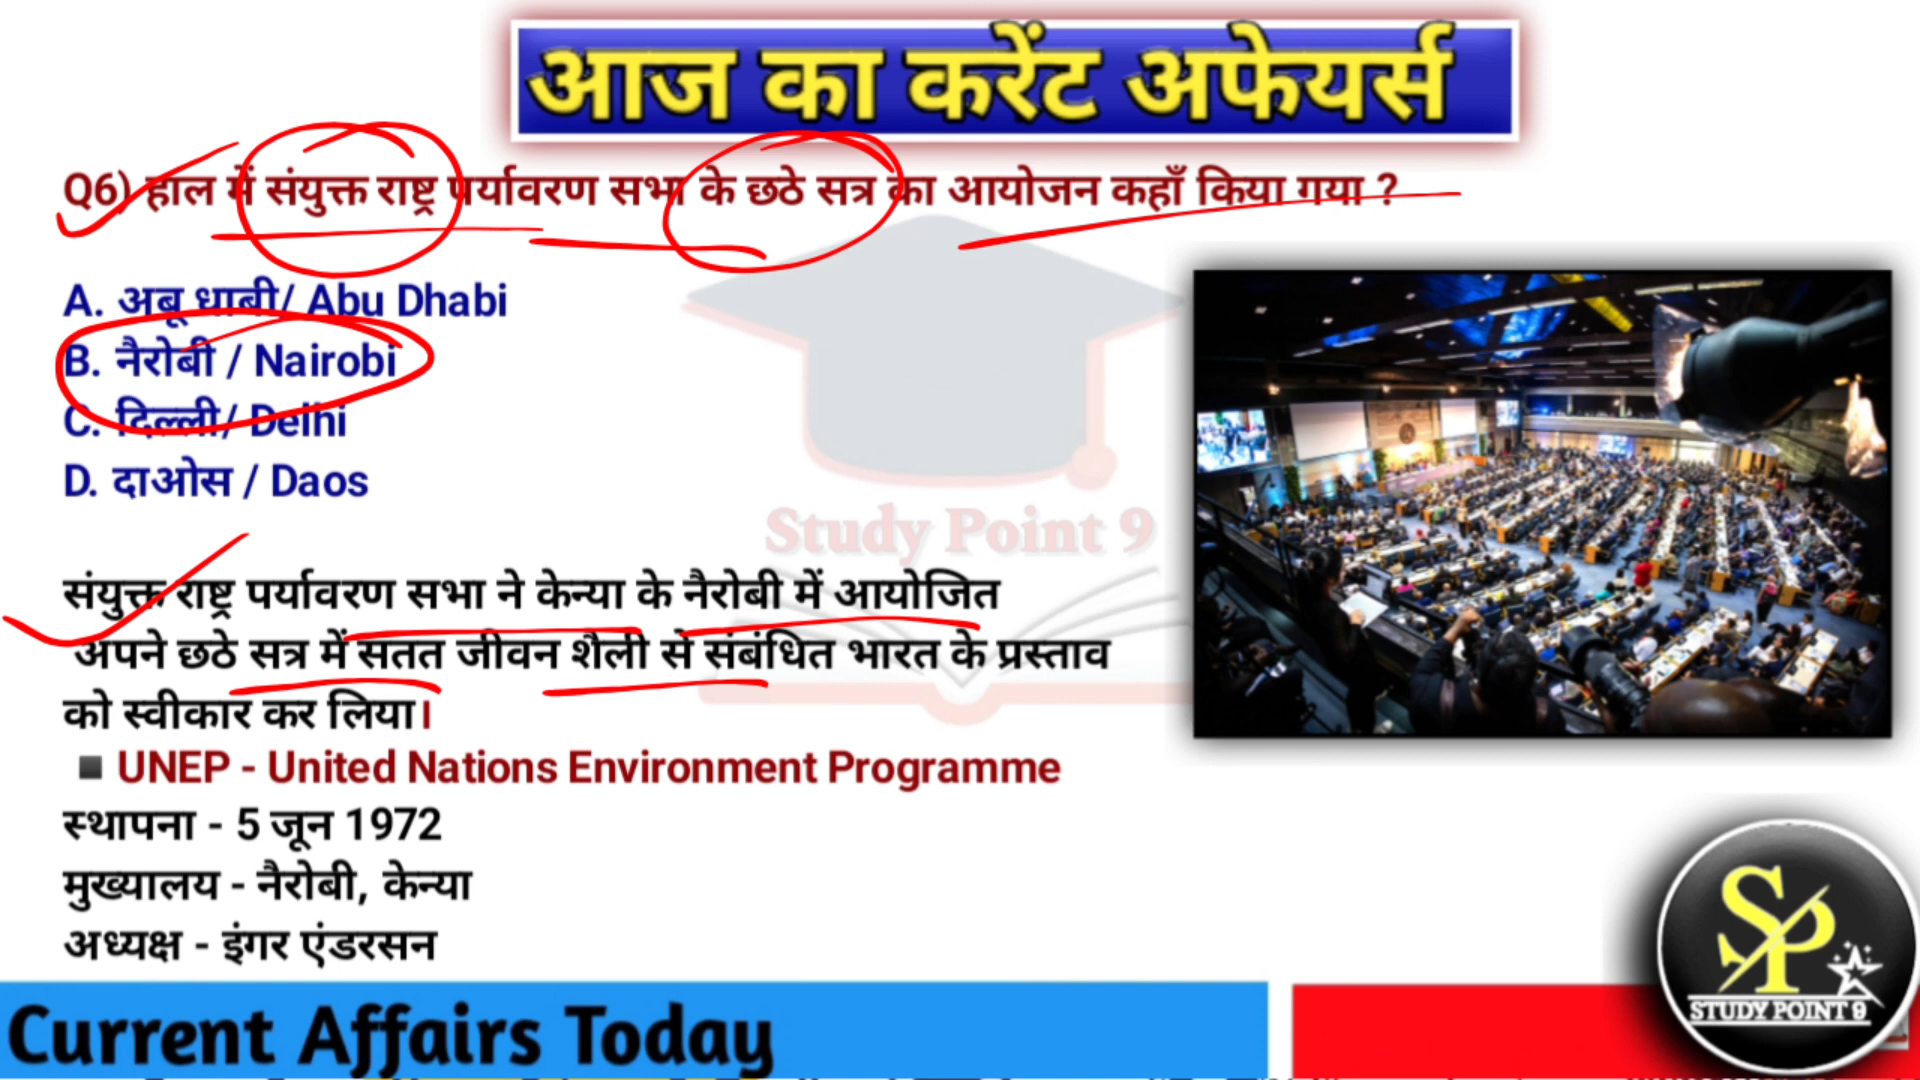 आज का करेंट अफेयर्स
Q6) हाल में संयुक्त राष्ट्र पर्यावरण सभा के छठे सत्र का आयोजन कहाँ किया गया ?
A. अबू धाबी/ Abu Dhabi
B. नैरोबी / Nairobi
C. दिल्ली/ Delhi
D. दाओस / Daos
Study Point 9
संयुक्त राष्ट्र पर्यावरण सभा ने केन्या के नैरोबी में आयोजित
अपने छठे सत्र में सतत जीवन शैली से संबंधित भारत के प्रस्ताव
को स्वीकार कर लिया।
▪ UNEP - United Nations Environment Programme
स्थापना - 5 जून 1972
मुख्यालय - नैरोबी, केन्या
अध्यक्ष - इंगर एंडरसन
SP
STUDY POINT 9
Current Affairs Today